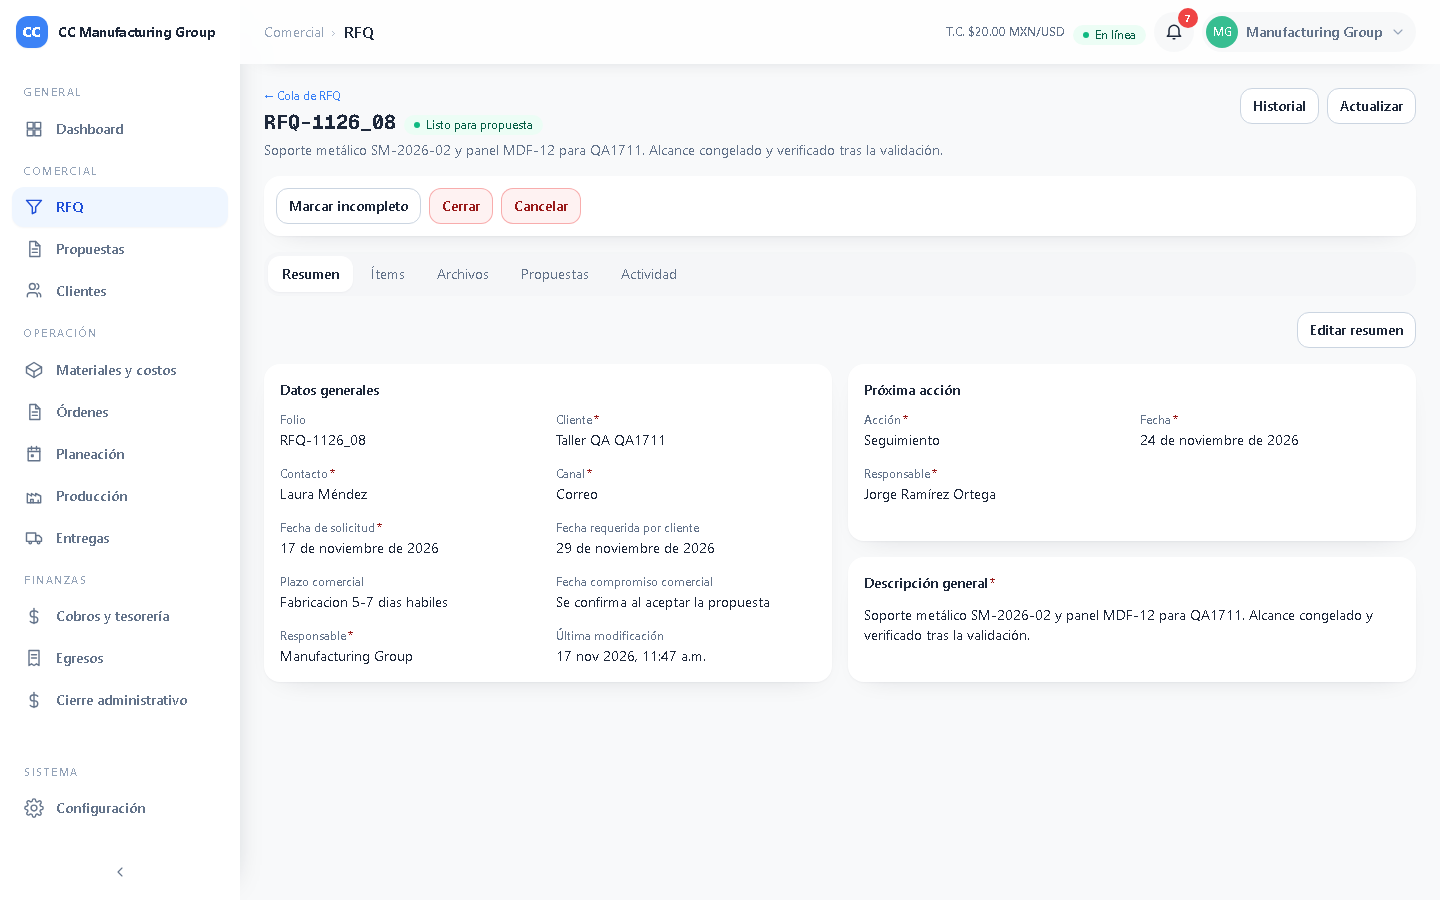 CC
CC Manufacturing Group
GENERAL
Dashboard
COMERCIAL
RFQ
Propuestas
Clientes
OPERACIÓN
Materiales y costos
Órdenes
Planeación
Producción
Entregas
FINANZAS
Cobros y tesorería
Egresos
Cierre administrativo
SISTEMA
Configuración
Comercial › RFQ
T.C. $20.00 MXN/USD
En línea
7
MG
Manufacturing Group
← Cola de RFQ
RFQ-1126_08
Listo para propuesta
Soporte metálico SM-2026-02 y panel MDF-12 para QA1711. Alcance congelado y verificado tras la validación.
Historial
Actualizar
Marcar incompleto
Cerrar
Cancelar
Resumen
Ítems
Archivos
Propuestas
Actividad
Editar resumen
Datos generales
Folio
RFQ-1126_08
Cliente*
Taller QA QA1711
Contacto*
Laura Méndez
Canal*
Correo
Fecha de solicitud*
17 de noviembre de 2026
Fecha requerida por cliente
29 de noviembre de 2026
Plazo comercial
Fabricacion 5-7 dias habiles
Fecha compromiso comercial
Se confirma al aceptar la propuesta
Responsable*
Manufacturing Group
Última modificación
17 nov 2026, 11:47 a.m.
Próxima acción
Acción*
Seguimiento
Fecha*
24 de noviembre de 2026
Responsable*
Jorge Ramírez Ortega
Descripción general*
Soporte metálico SM-2026-02 y panel MDF-12 para QA1711. Alcance congelado y
verificado tras la validación.